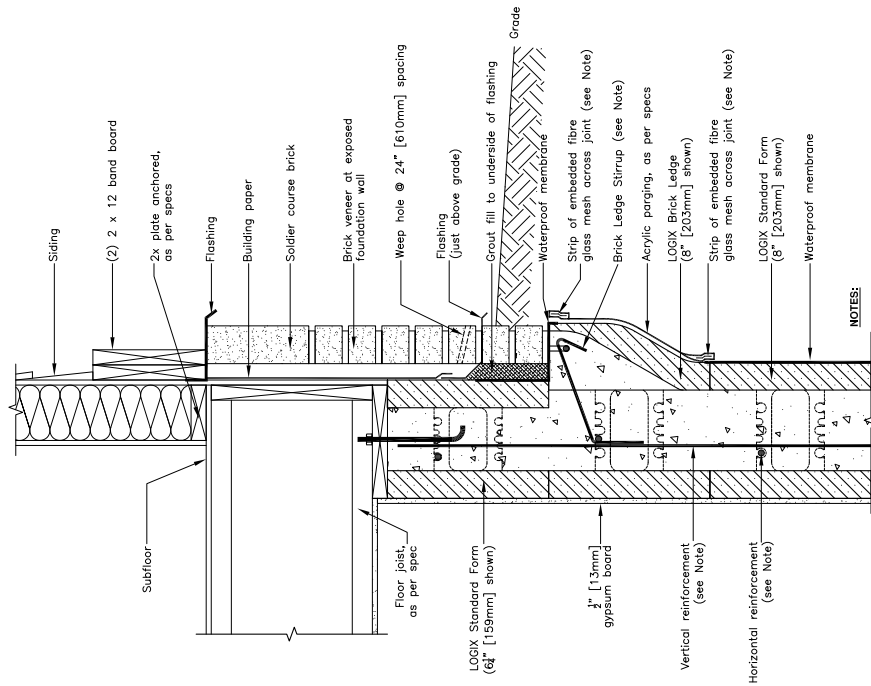 Siding
(2) 2 x 12 band board
2x plate anchored,
as per specs
Flashing
Building paper
Soldier course brick
Brick veneer at exposed
foundation wall
Weep hole @ 24" [610mm] spacing
Flashing
(just above grade)
Grout fill to underside of flashing
Grade
Waterproof membrane
Strip of embedded fibre
glass mesh across joint (see Note)
Brick Ledge Stirrup (see Note)
Acrylic parging, as per specs
LOGIX Brick Ledge
(8" [203mm] shown)
Strip of embedded fibre
glass mesh across joint (see Note)
LOGIX Standard Form
(8" [203mm] shown)
Waterproof membrane
NOTES:
Subfloor
Floor joist,
as per spec
LOGIX Standard Form
(6¼" [159mm] shown)
½" [13mm]
gypsum board
Vertical reinforcement
(see Note)
Horizontal reinforcement
(see Note)